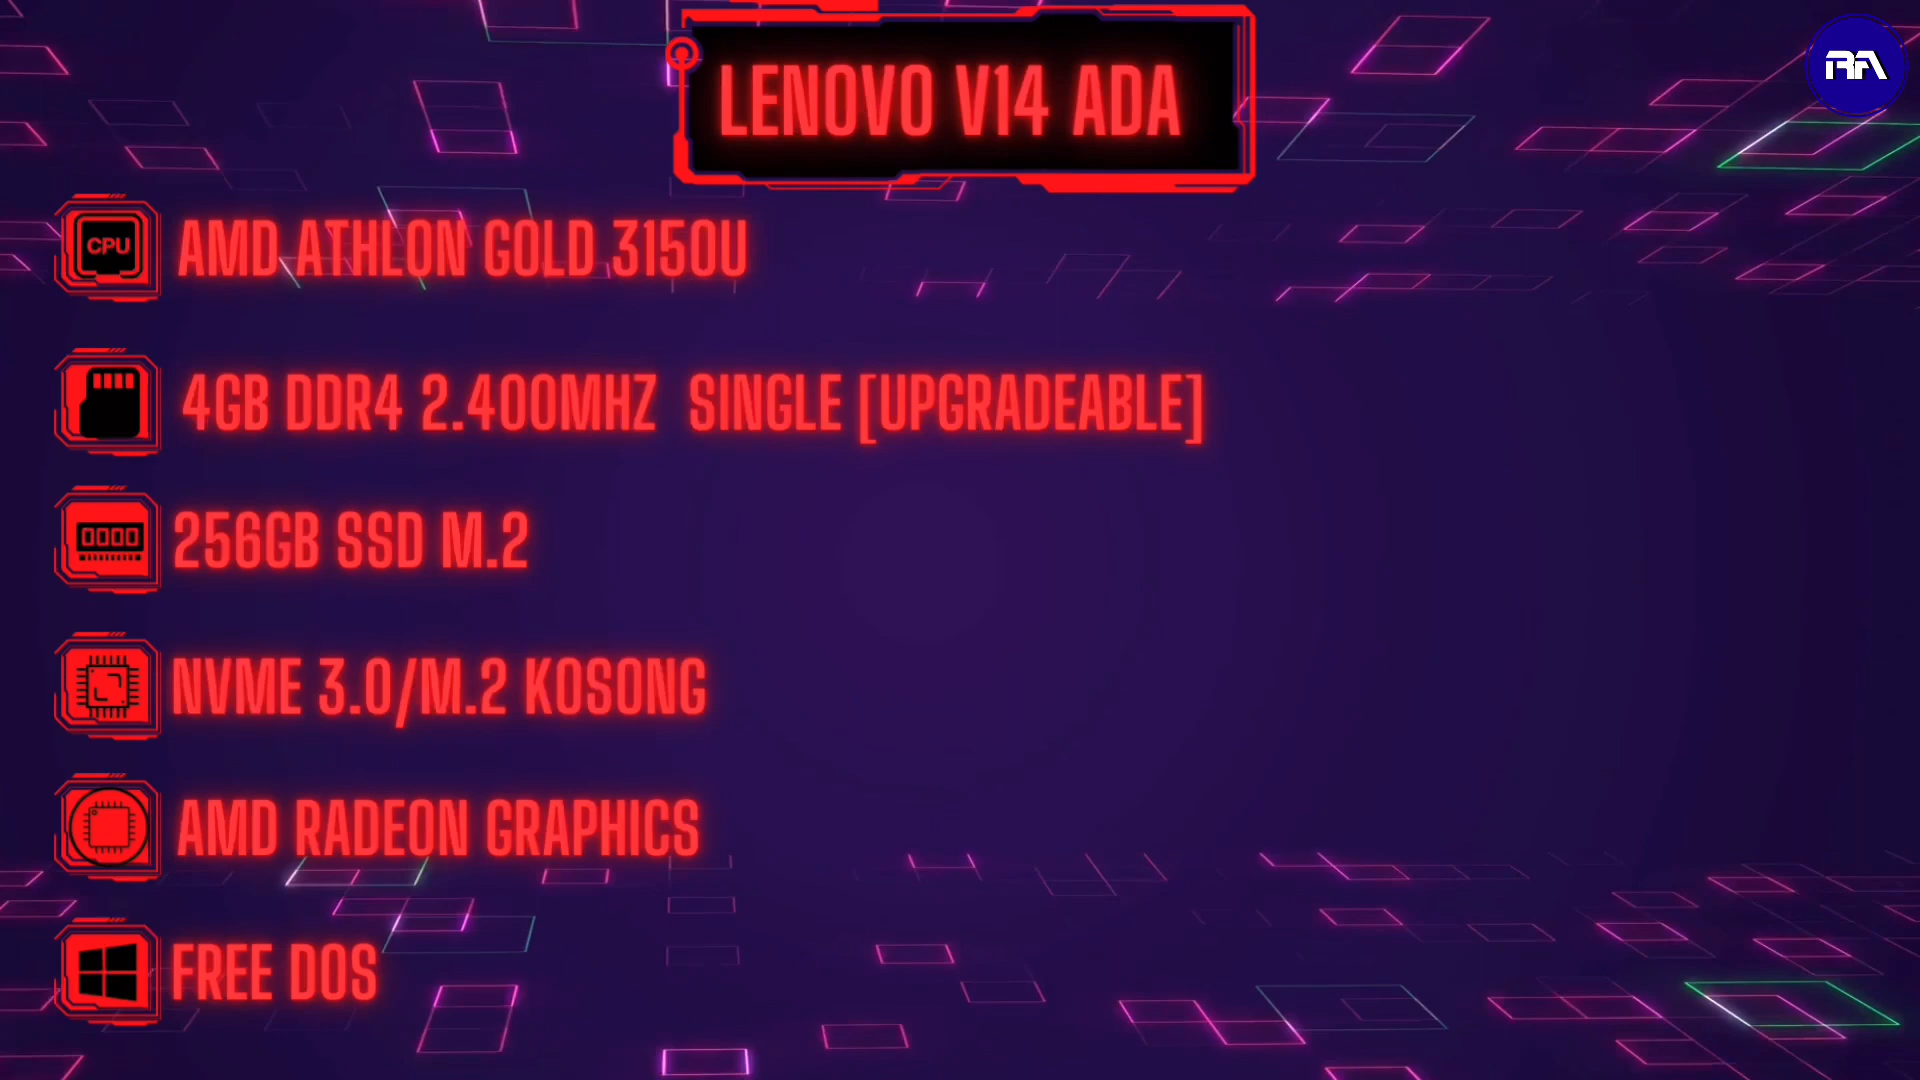 LENOVO V14 ADA
RA
CPU
AMD ATHLON GOLD 3150U
4GB DDR4 2.400MHZ SINGLE [UPGRADEABLE]
256GB SSD M.2
NVME 3.0/M.2 KOSONG
AMD RADEON GRAPHICS
FREE DOS